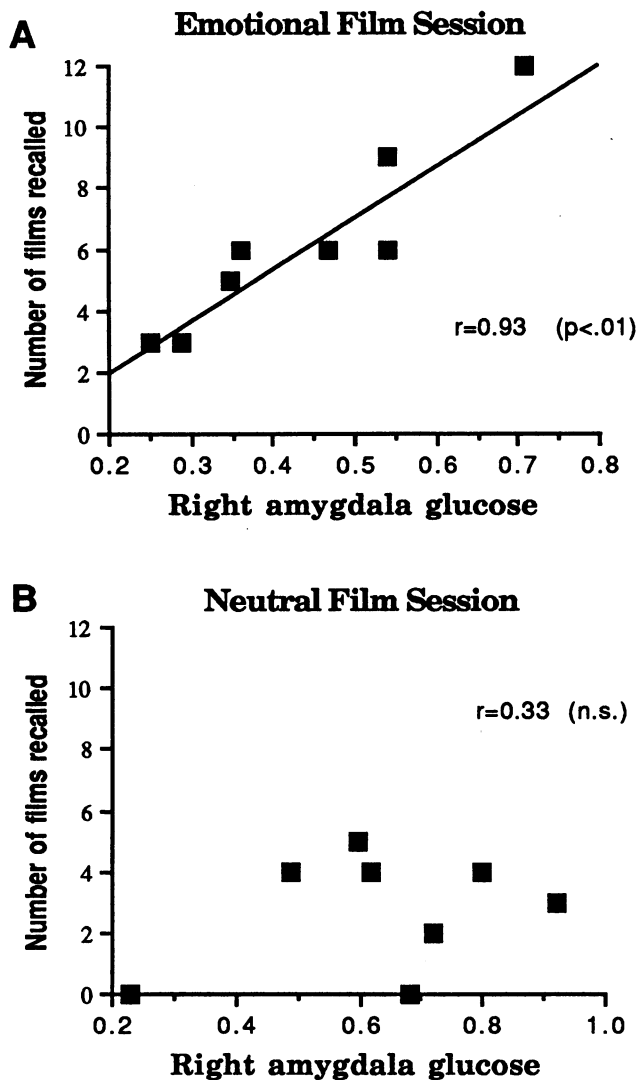 A
Emotional Film Session
Number of films recalled
12
10
8
6
4
2
0
r=0.93 (p<.01)
0.2 0.3 0.4 0.5 0.6 0.7 0.8
Right amygdala glucose
B
Neutral Film Session
Number of films recalled
12
10
8
6
4
2
0
r=0.33 (n.s.)
0.2 0.4 0.6 0.8 1.0
Right amygdala glucose